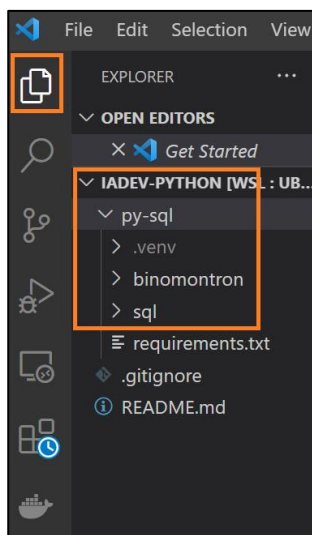 File Edit Selection View
EXPLORER ...
OPEN EDITORS
Get Started
IADEV-PYTHON [WSL : UB...
py-sql
.venv
binomontron
sql
requirements.txt
.gitignore
README.md